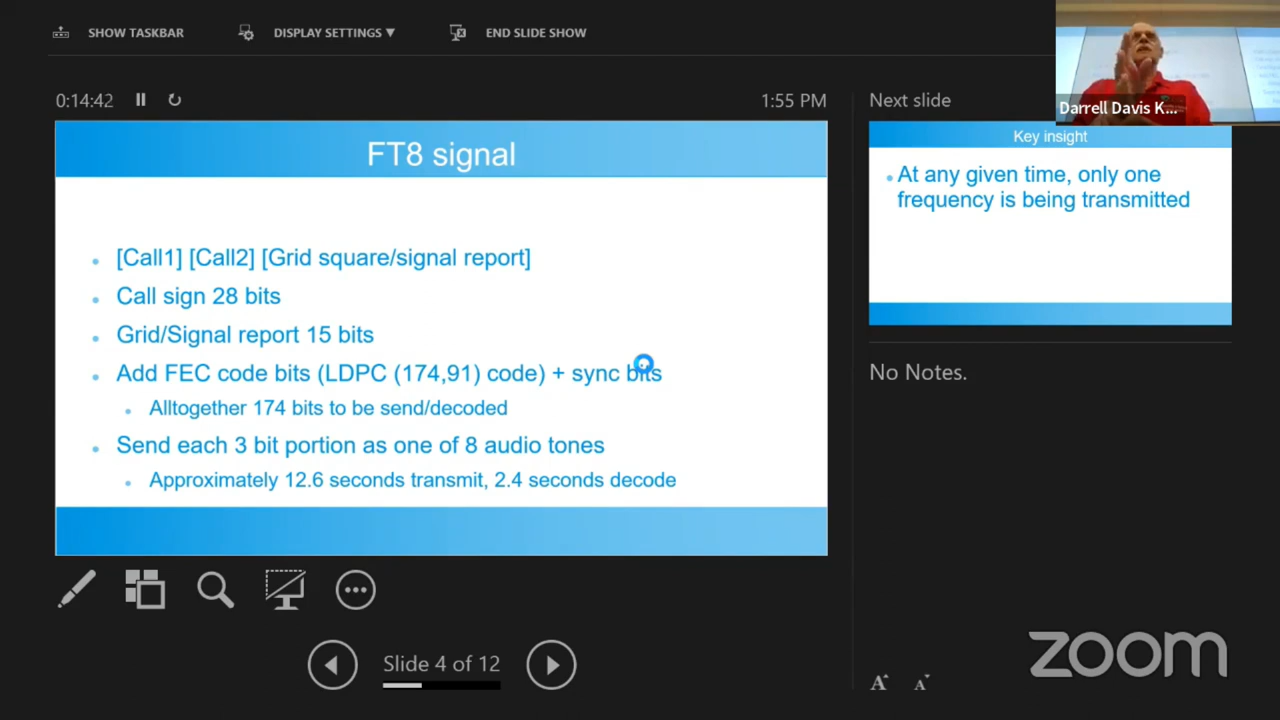 SHOW TASKBAR
DISPLAY SETTINGS ▼
END SLIDE SHOW
0:14:42
1:55 PM
Next slide
Darrell Davis K...
FT8 signal
• [Call1] [Call2] [Grid square/signal report]
• Call sign 28 bits
• Grid/Signal report 15 bits
• Add FEC code bits (LDPC (174,91) code) + sync bits
• Alltogether 174 bits to be send/decoded
• Send each 3 bit portion as one of 8 audio tones
• Approximately 12.6 seconds transmit, 2.4 seconds decode
Key insight
• At any given time, only one
frequency is being transmitted
No Notes.
Slide 4 of 12
A A
zoom